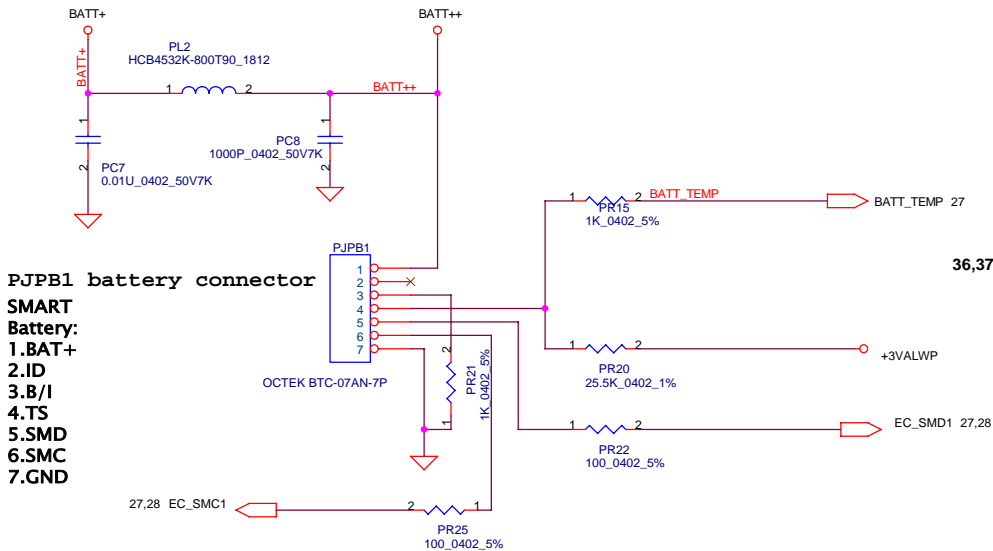 BATT+
BATT++
PL2
HCB4532K-800T90_1812
BATT+
1
2
BATT++
1
2
PC7
0.01U_0402_50V7K
1
2
PC8
1000P_0402_50V7K
1
2
BATT_TEMP
PR15
1K_0402_5%
BATT_TEMP 27
36,37
PJPB1
PJPB1 battery connector
SMART
Battery:
1.BAT+
2.ID
3.B/I
4.TS
5.SMD
6.SMC
7.GND
1
2
3
4
5
6
7
OCTEK BTC-07AN-7P
2
1
PR21
1K_0402_5%
1
2
PR20
25.5K_0402_1%
+3VALWP
1
2
PR22
100_0402_5%
EC_SMD1 27,28
27,28 EC_SMC1
2
1
PR25
100_0402_5%